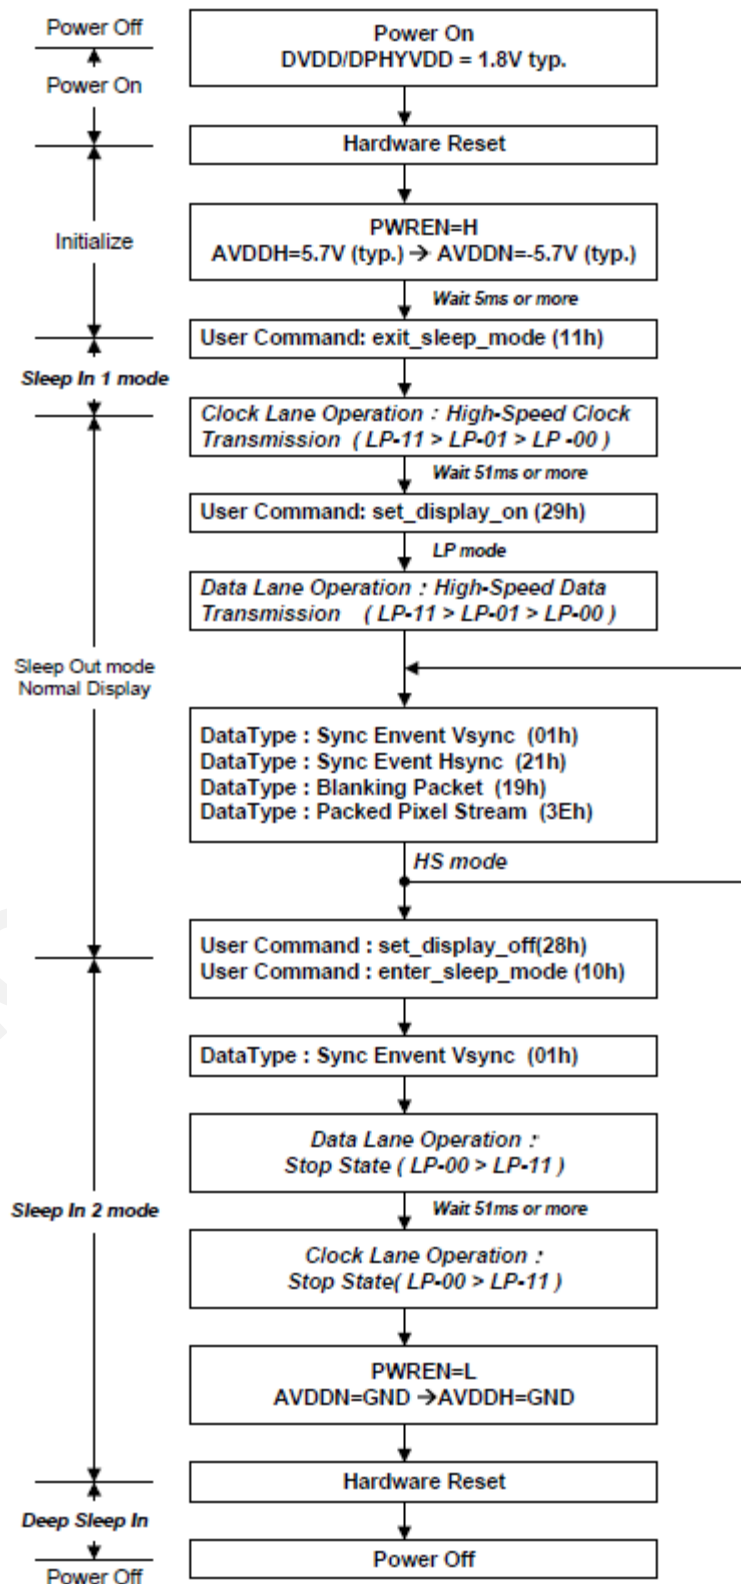 Power Off
Power On
DVDD/DPHYVDD = 1.8V typ.
Power On
Hardware Reset
Initialize
PWREN=H
AVDDH=5.7V (typ.) → AVDDN=-5.7V (typ.)
Wait 5ms or more
User Command: exit_sleep_mode (11h)
Sleep In 1 mode
Clock Lane Operation : High-Speed Clock
Transmission ( LP-11 > LP-01 > LP -00 )
Wait 51ms or more
User Command: set_display_on (29h)
LP mode
Data Lane Operation : High-Speed Data
Transmission ( LP-11 > LP-01 > LP-00 )
Sleep Out mode
Normal Display
DataType : Sync Envent Vsync (01h)
DataType : Sync Event Hsync (21h)
DataType : Blanking Packet (19h)
DataType : Packed Pixel Stream (3Eh)
HS mode
User Command : set_display_off(28h)
User Command : enter_sleep_mode (10h)
DataType : Sync Envent Vsync (01h)
Data Lane Operation :
Stop State ( LP-00 > LP-11 )
Sleep In 2 mode
Wait 51ms or more
Clock Lane Operation :
Stop State( LP-00 > LP-11 )
PWREN=L
AVDDN=GND →AVDDH=GND
Hardware Reset
Deep Sleep In
Power Off
Power Off